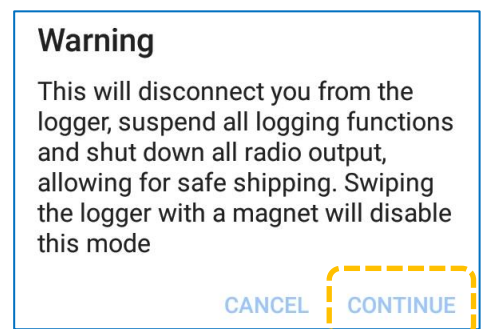 Warning
This will disconnect you from the
logger, suspend all logging functions
and shut down all radio output,
allowing for safe shipping. Swiping
the logger with a magnet will disable
this mode
CANCEL CONTINUE